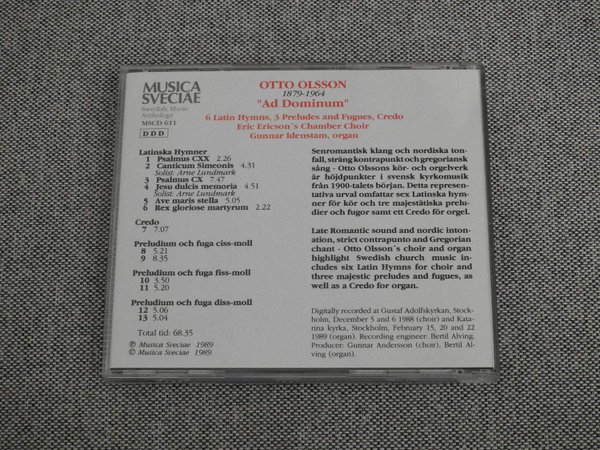 MUSICA
SVECIAE
Swedish Music
Anthology
MSCD 611
DDD
OTTO OLSSON
1879-1964
"Ad Dominum"
6 Latin Hymns, 3 Preludes and Fugues, Credo
Eric Ericson´s Chamber Choir
Gunnar Idenstam, organ
Latinska Hymner
1 Psalmus CXX 2.26
2 Canticum Simeonis 4.31
Solist: Arne Lundmark
3 Psalmus CX 7.47
4 Jesu dulcis memoria 4.51
Solist: Arne Lundmark
5 Ave maris stella 5.05
6 Rex gloriose martyrum 2.22
Credo
7 7.07
Preludium och fuga ciss-moll
8 5.21
9 8.35
Preludium och fuga fiss-moll
10 3.50
11 5.20
Preludium och fuga diss-moll
12 5.06
13 5.04
Total tid: 68.35
Ⓟ Musica Sveciae 1989
© Musica Sveciae 1989
Senromantisk klang och nordiska ton-
fall, sträng kontrapunkt och gregoriansk
sång - Otto Olssons kör- och orgelverk
är höjdpunkter i svensk kyrkomusik
från 1900-talets början. Detta representa-
tiva urval omfattar sex Latinska hym-
ner för kör och tre majestätiska prelu-
dier och fugor samt ett Credo för orgel.
Late Romantic sound and nordic intona-
tion, strict contrapunto and Gregorian
chant - Otto Olsson´s choir and organ
highlight Swedish church music in-
cludes six Latin Hymns for choir and
three majestic preludes and fugues, as
well as a Credo for organ.
Digitally recorded at Gustaf Adolfskyrkan, Stock-
holm, December 5 and 6 1988 (choir) and Kata-
rina kyrka, Stockholm, February 15, 20 and 22
1989 (organ). Recording engineer: Bertil Alving.
Producer: Gunnar Andersson (choir), Bertil Al-
ving (organ).